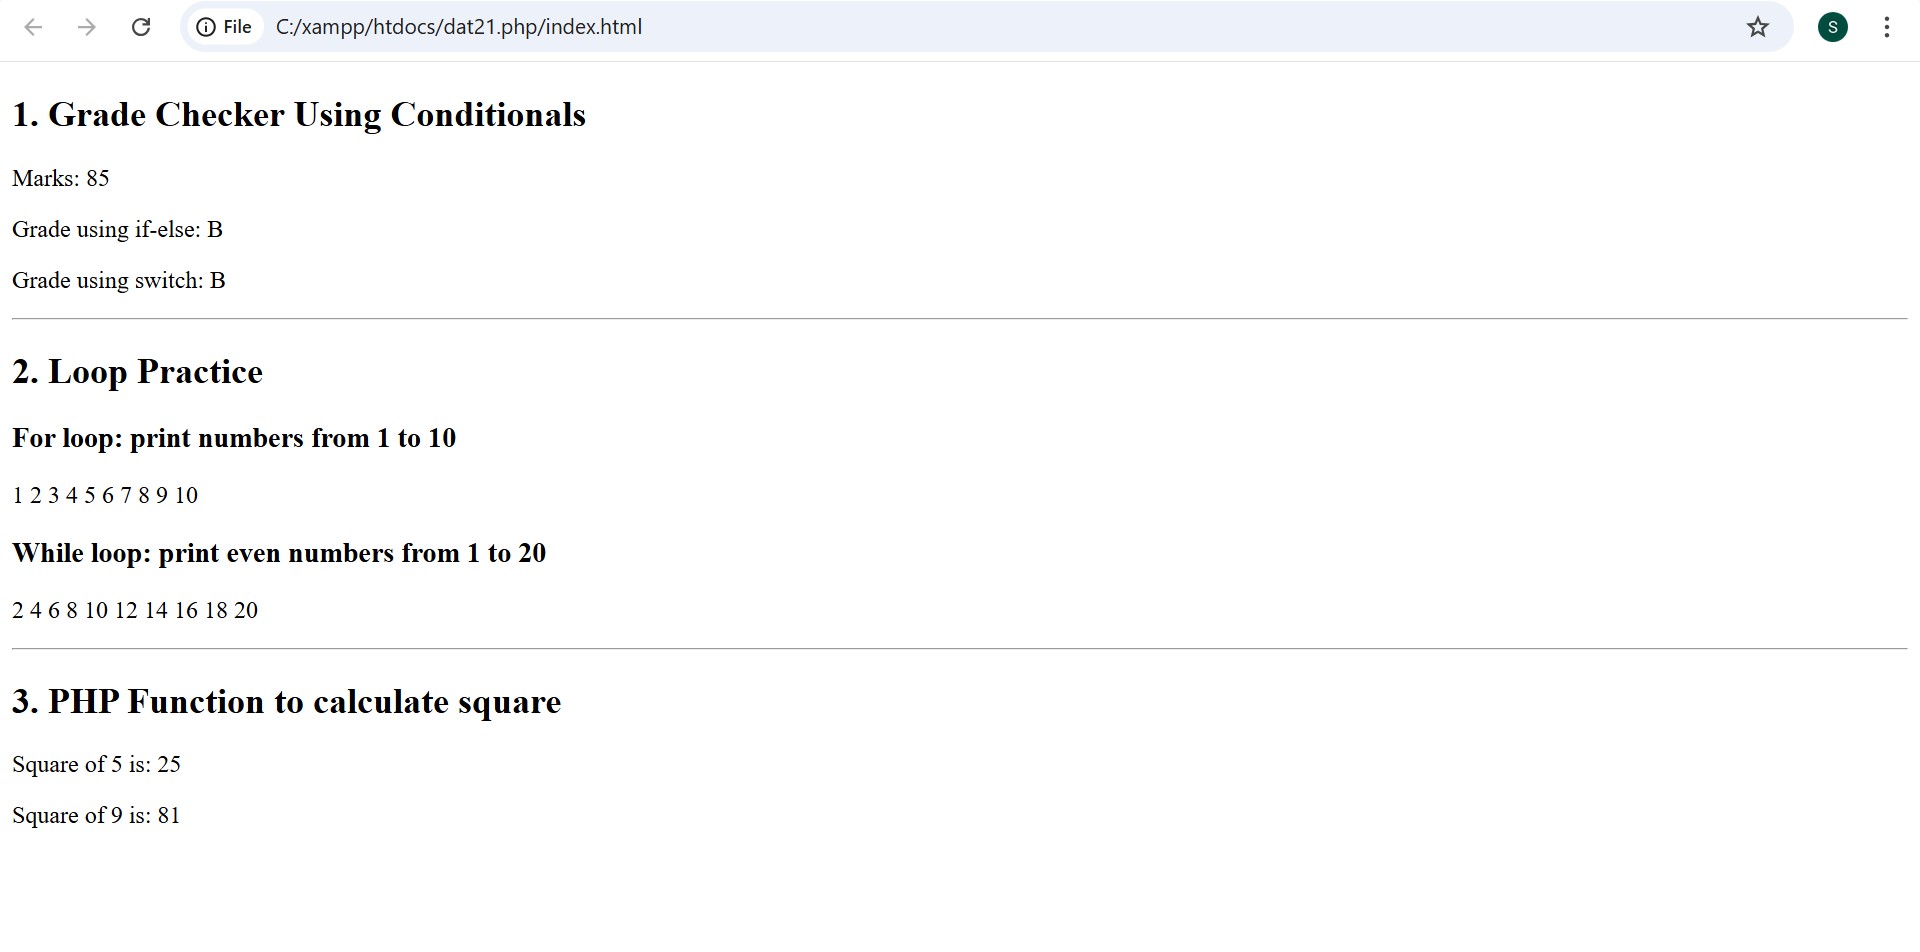 File C:/xampp/htdocs/dat21.php/index.html S
1. Grade Checker Using Conditionals
Marks: 85
Grade using if-else: B
Grade using switch: B
2. Loop Practice
For loop: print numbers from 1 to 10
1 2 3 4 5 6 7 8 9 10
While loop: print even numbers from 1 to 20
2 4 6 8 10 12 14 16 18 20
3. PHP Function to calculate square
Square of 5 is: 25
Square of 9 is: 81